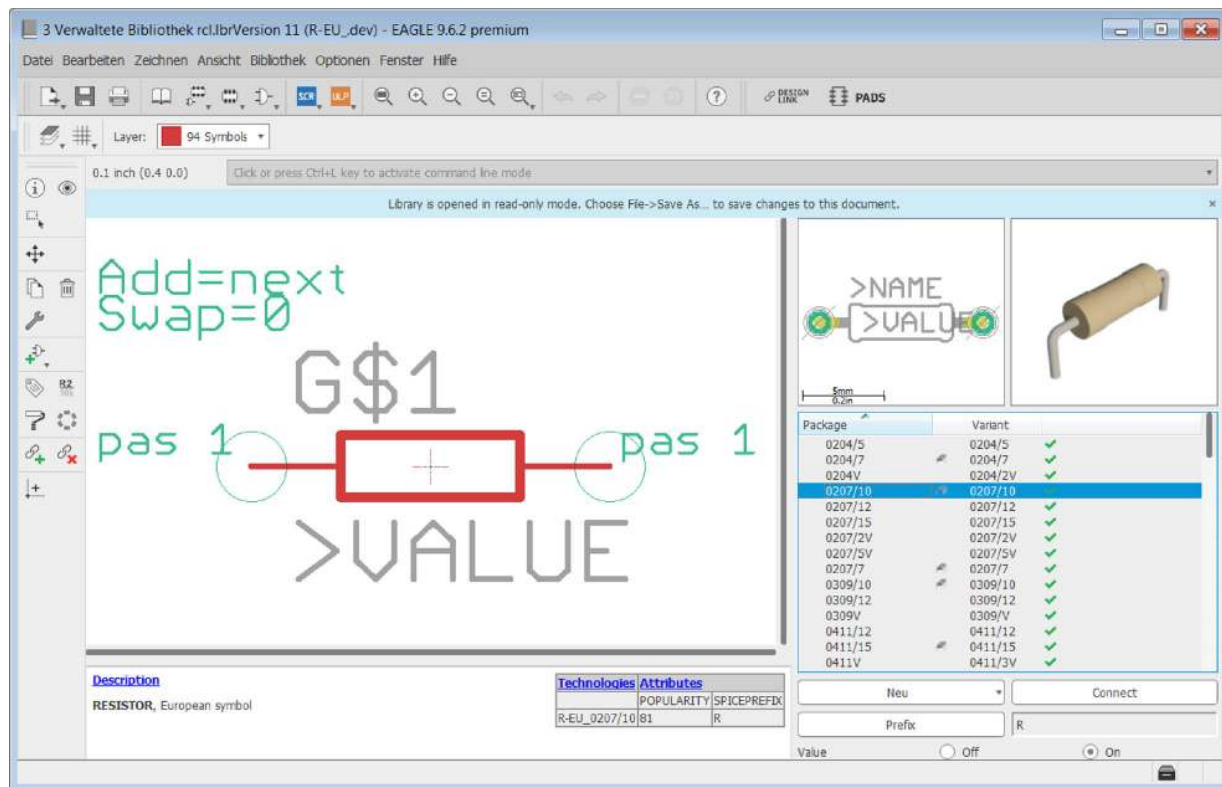 3 Verwaltete Bibliothek rcl.lbrVersion 11 (R-EU_.dev) - EAGLE 9.6.2 premium
Datei Bearbeiten Zeichnen Ansicht Bibliothek Optionen Fenster Hilfe
SCR ULP ? DESIGN LINK PADS
Layer: 94 Symbols
0.1 inch (0.4 0.0) Click or press Ctrl+L key to activate command line mode
Library is opened in read-only mode. Choose File->Save As... to save changes to this document.
R2
10k
Add=next
Swap=0
G$1
pas 1 pas 1
>VALUE
>NAME
>VALUE
5mm
0.2in
Package Variant
0204/5 0204/5
0204/7 0204/7
0204V 0204/2V
0207/10 0207/10
0207/12 0207/12
0207/15 0207/15
0207/2V 0207/2V
0207/5V 0207/5V
0207/7 0207/7
0309/10 0309/10
0309/12 0309/12
0309V 0309/V
0411/12 0411/12
0411/15 0411/15
0411V 0411/3V
Description
RESISTOR, European symbol
Technologies Attributes
POPULARITY SPICEPREFIX
R-EU_0207/10 81 R
Neu Connect
Prefix R
Value Off On